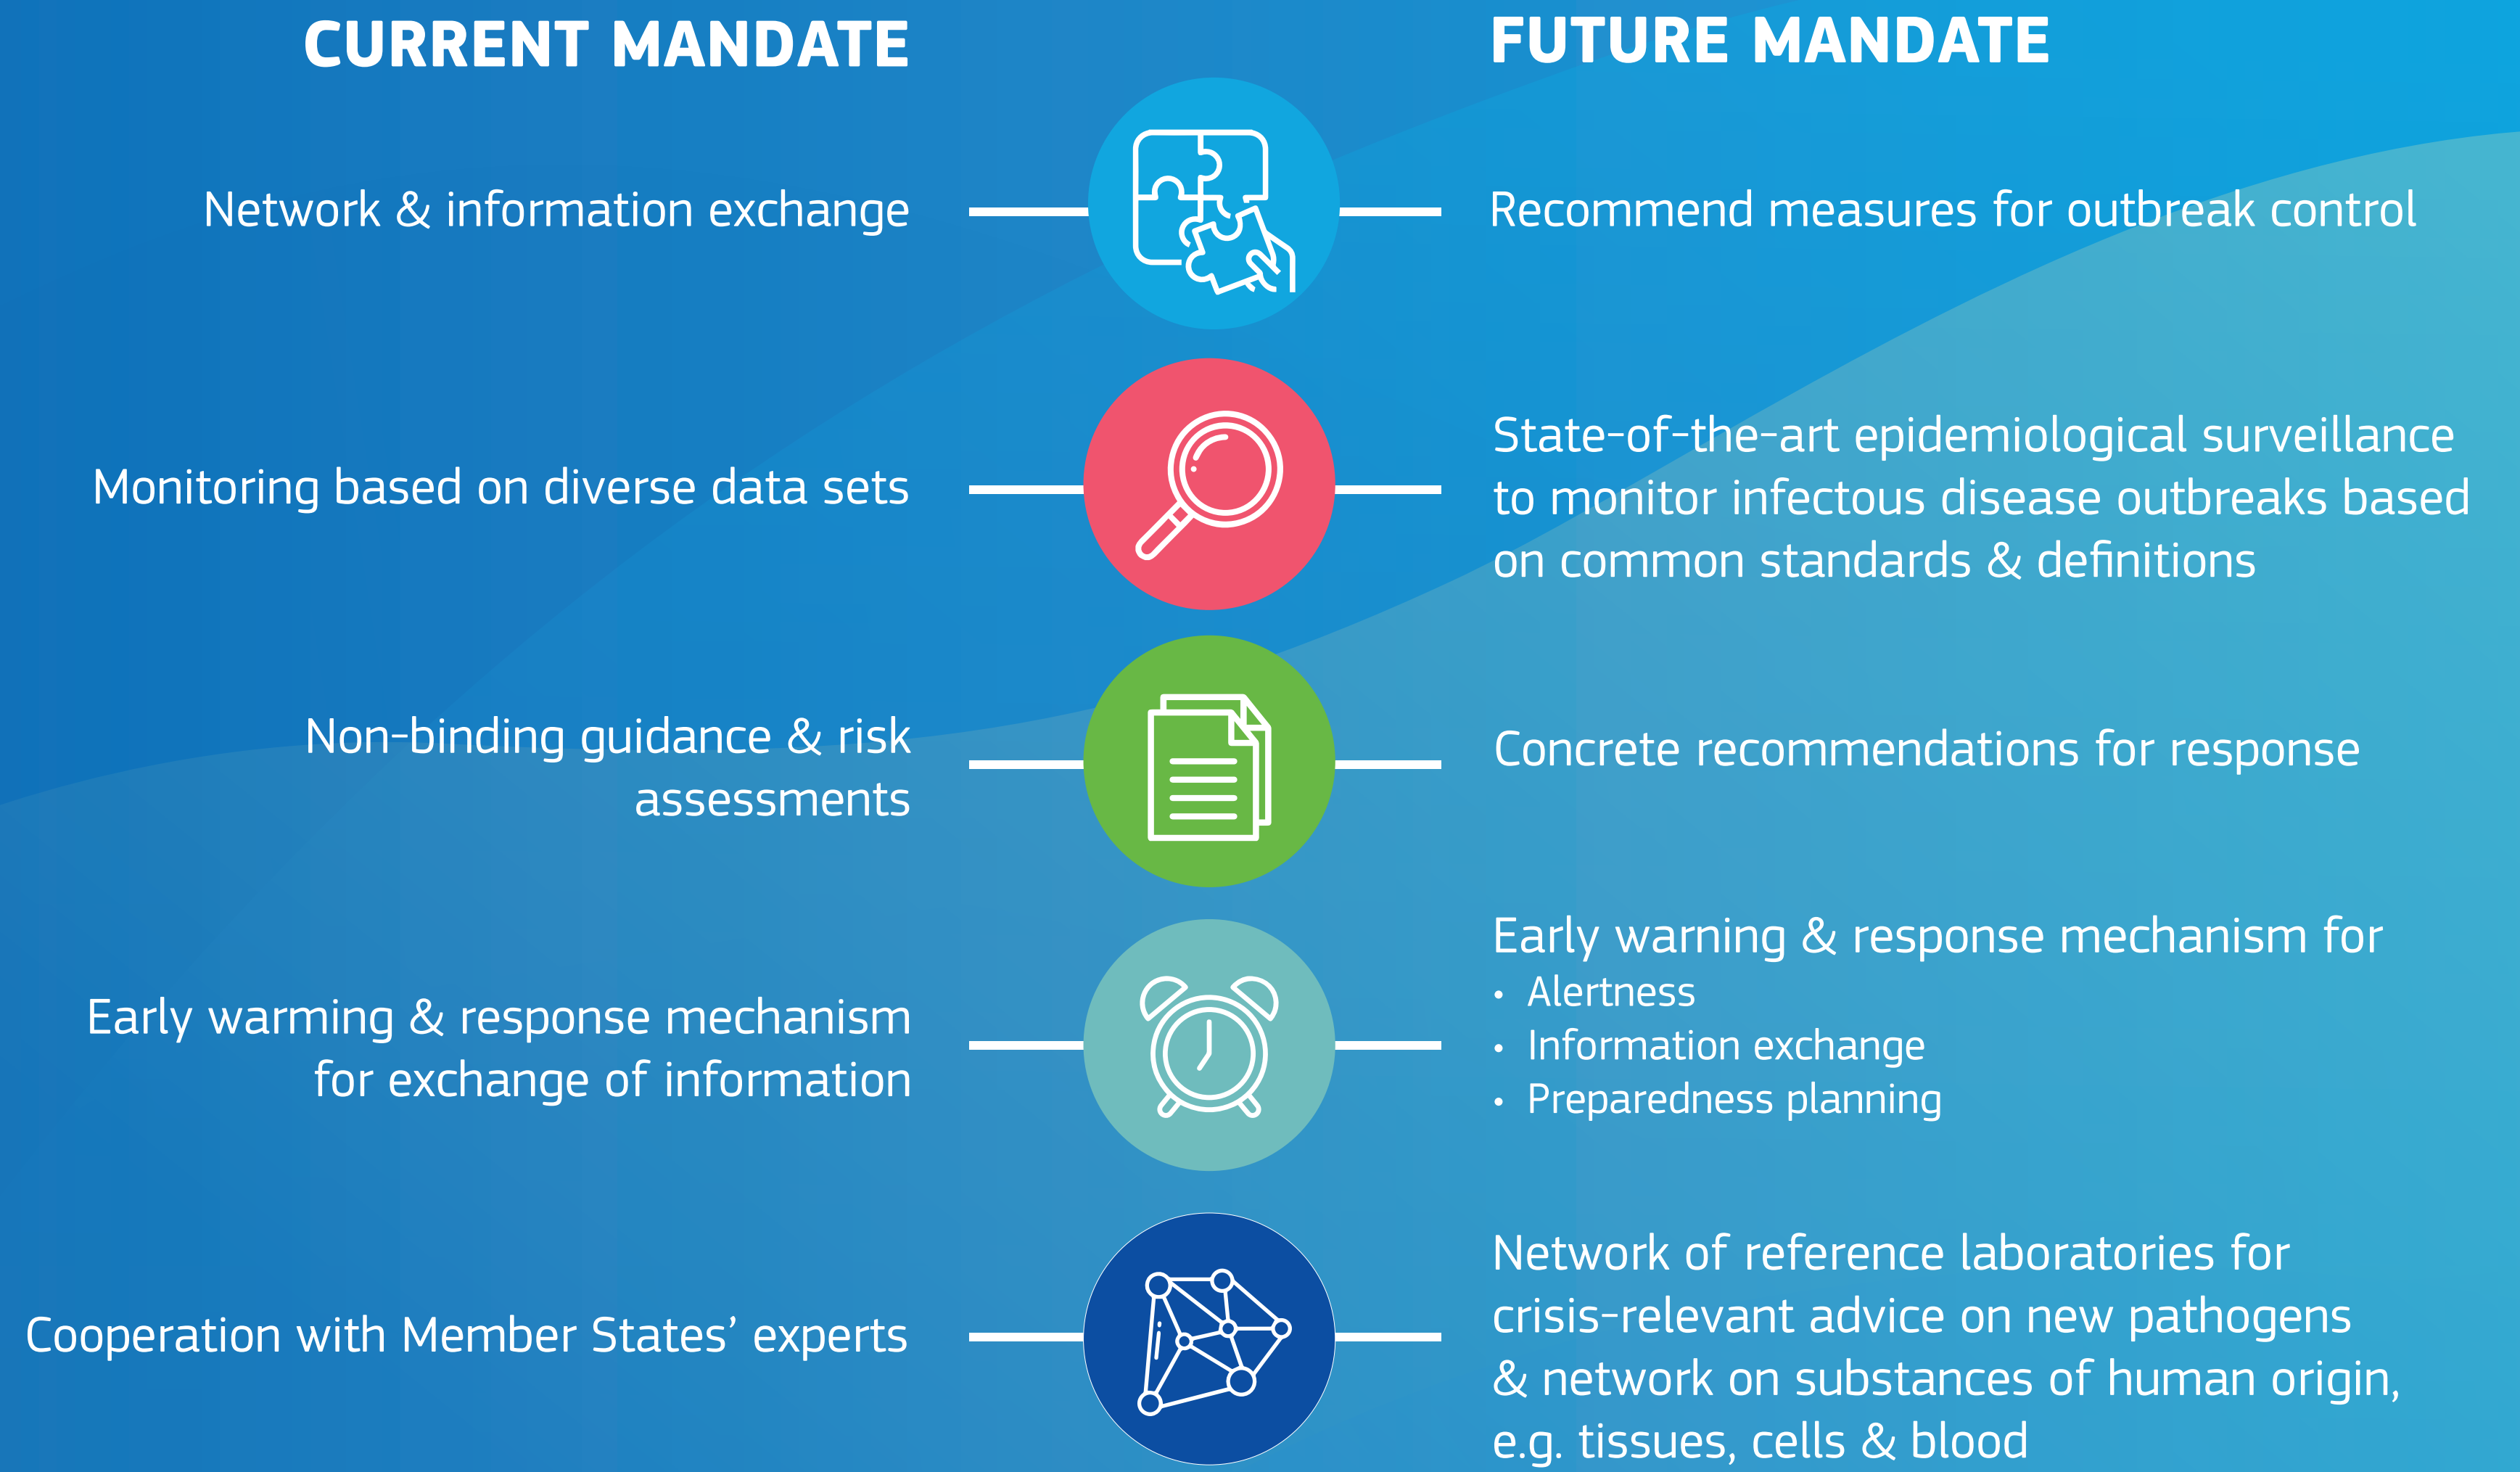 CURRENT MANDATE
FUTURE MANDATE
Network & information exchange
Recommend measures for outbreak control
Monitoring based on diverse data sets
State-of-the-art epidemiological surveillance
to monitor infectous disease outbreaks based
on common standards & definitions
Non-binding guidance & risk
assessments
Concrete recommendations for response
Early warming & response mechanism
for exchange of information
Early warning & response mechanism for
• Alertness
• Information exchange
• Preparedness planning
Cooperation with Member States’ experts
Network of reference laboratories for
crisis-relevant advice on new pathogens
& network on substances of human origin,
e.g. tissues, cells & blood